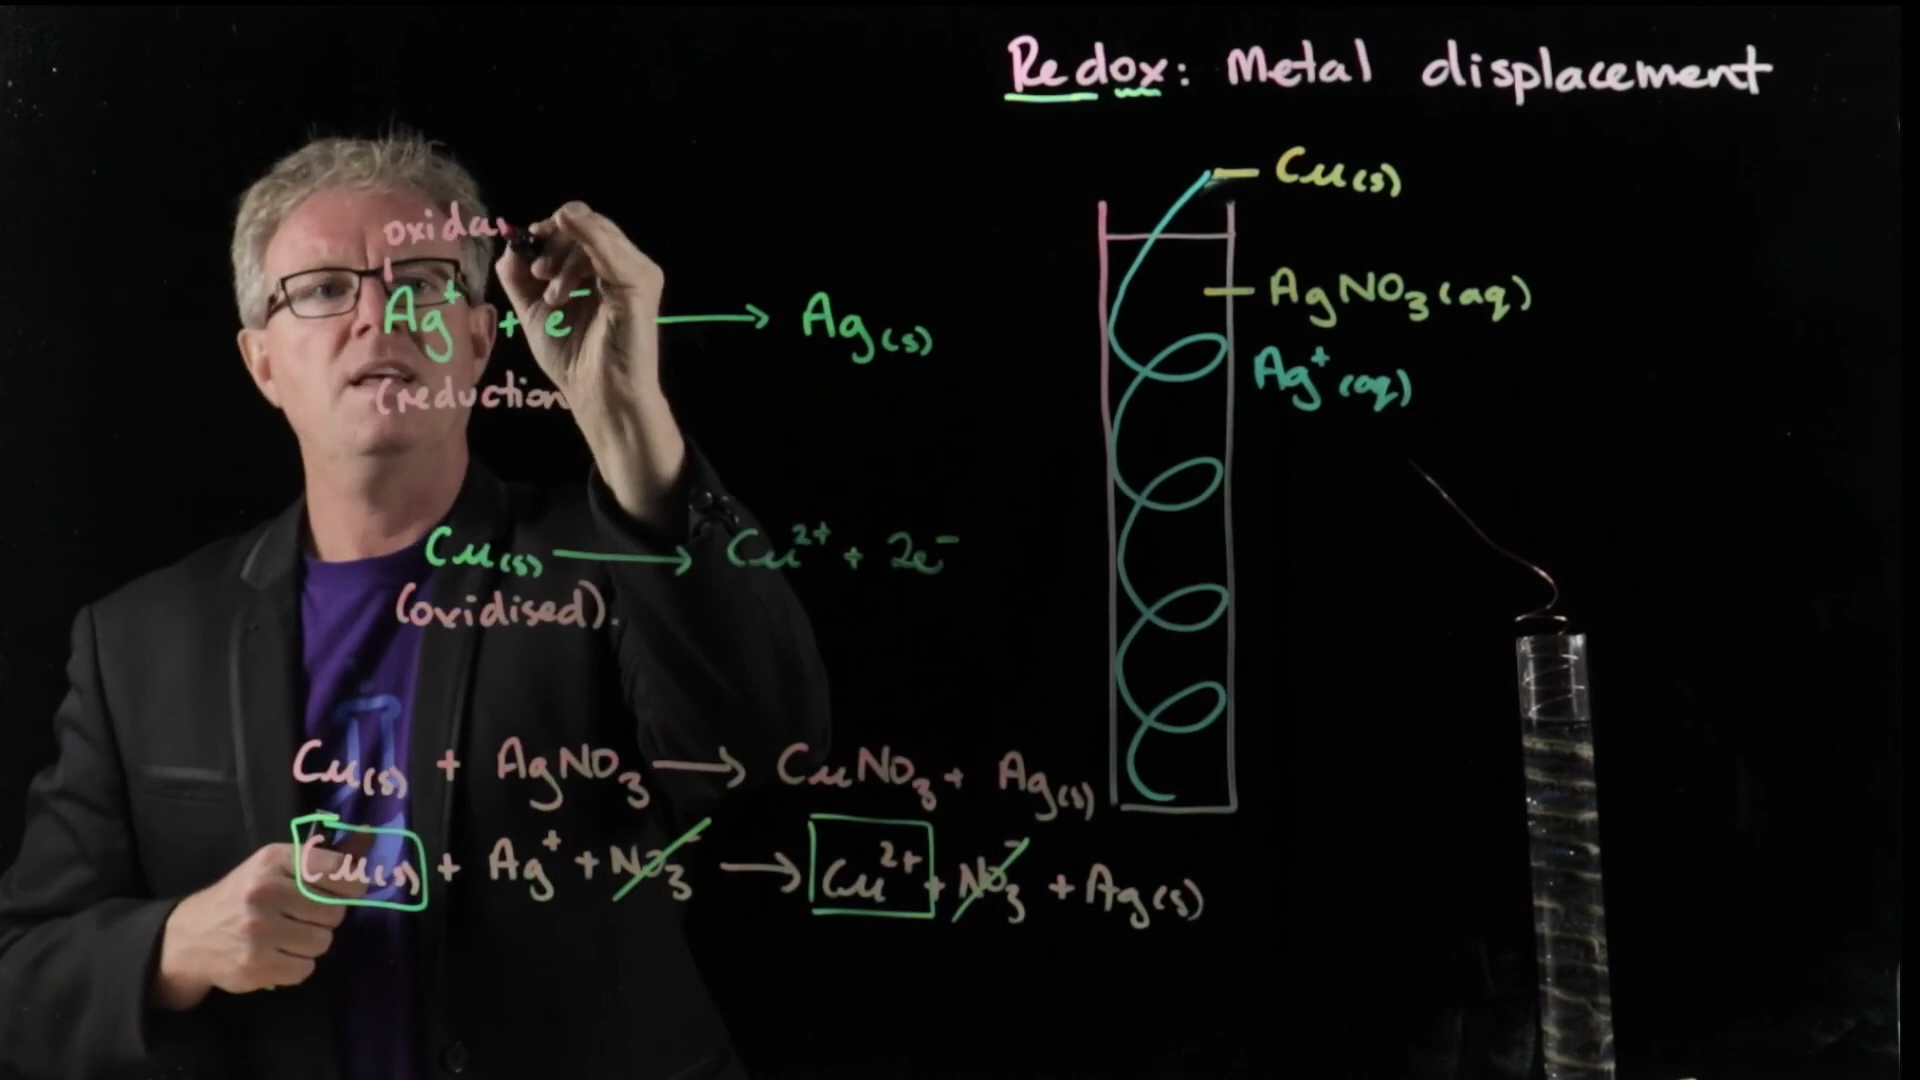 Redox: Metal displacement
Cu(s)
AgNO₃(aq)
Ag⁺(aq)
oxidan
Ag⁺ + e⁻ → Ag(s)
(reduction
Cu(s) → Cu²⁺ + 2e⁻
(oxidised).
Cu(s) + AgNO₃ → CuNO₃ + Ag(s)
Cu(s) + Ag⁺ + NO₃⁻ → Cu²⁺ + NO₃⁻ + Ag(s)